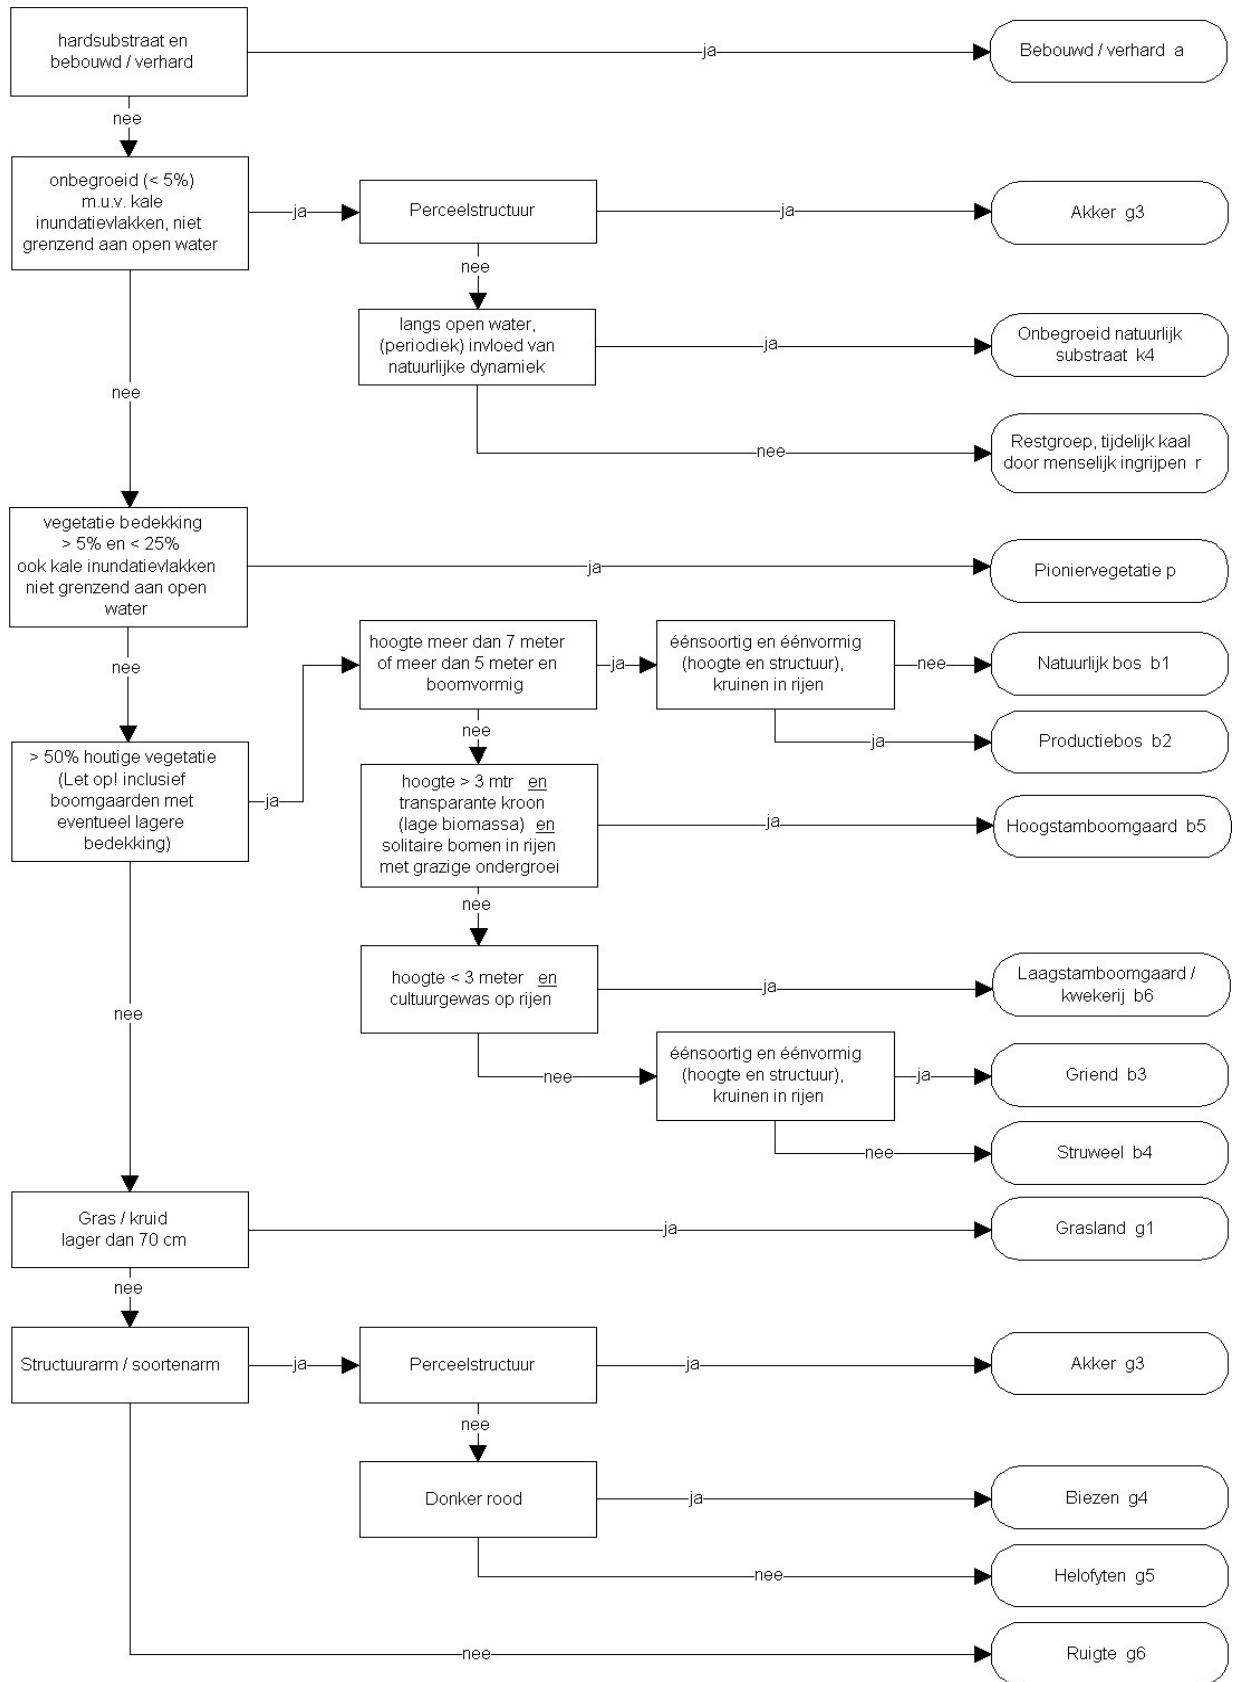 hardsubstraat en
bebouwd / verhard
ja
Bebouwd / verhard a
nee
onbegroeid (< 5%)
m.u.v. kale
inundatievlakken, niet
grenzend aan open water
ja
Perceelstructuur
ja
Akker g3
nee
langs open water,
(periodiek) invloed van
natuurlijke dynamiek
ja
Onbegroeid natuurlijk
substraat k4
nee
nee
Restgroep, tijdelijk kaal
door menselijk ingrijpen r
vegetatie bedekking
> 5% en < 25%
ook kale inundatievlakken
niet grenzend aan open
water
ja
Pioniervegetatie p
nee
hoogte meer dan 7 meter
of meer dan 5 meter en
boomvormig
ja
éénsoortig en éénvormig
(hoogte en structuur),
kruinen in rijen
nee
Natuurlijk bos b1
ja
Productiebos b2
nee
> 50% houtige vegetatie
(Let op! inclusief
boomgaarden met
eventueel lagere
bedekking)
ja
hoogte > 3 mtr en
transparante kroon
(lage biomassa) en
solitaire bomen in rijen
met grazige ondergroei
ja
Hoogstamboomgaard b5
nee
hoogte < 3 meter en
cultuurgewas op rijen
ja
Laagstamboomgaard /
kwekerij b6
nee
nee
éénsoortig en éénvormig
(hoogte en structuur),
kruinen in rijen
ja
Griend b3
nee
Struweel b4
Gras / kruid
lager dan 70 cm
ja
Grasland g1
nee
Structuurarm / soortenarm
ja
Perceelstructuur
ja
Akker g3
nee
Donker rood
ja
Biezen g4
nee
Helofyten g5
nee
Ruigte g6